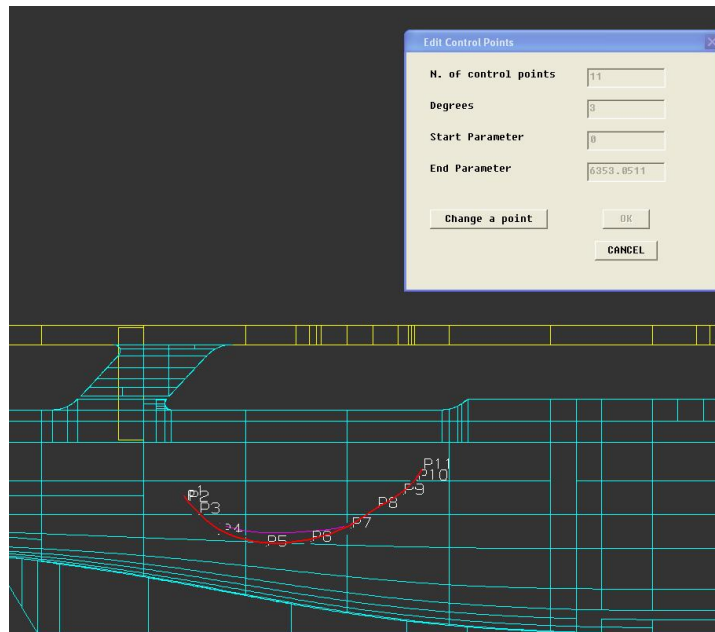 Edit Control Points
N. of control points 11
Degrees 3
Start Parameter 0
End Parameter 6353.0511
Change a point OK
CANCEL
P11
P10
P9
P1
P2
P8
P3
P7
P4
P6
P5